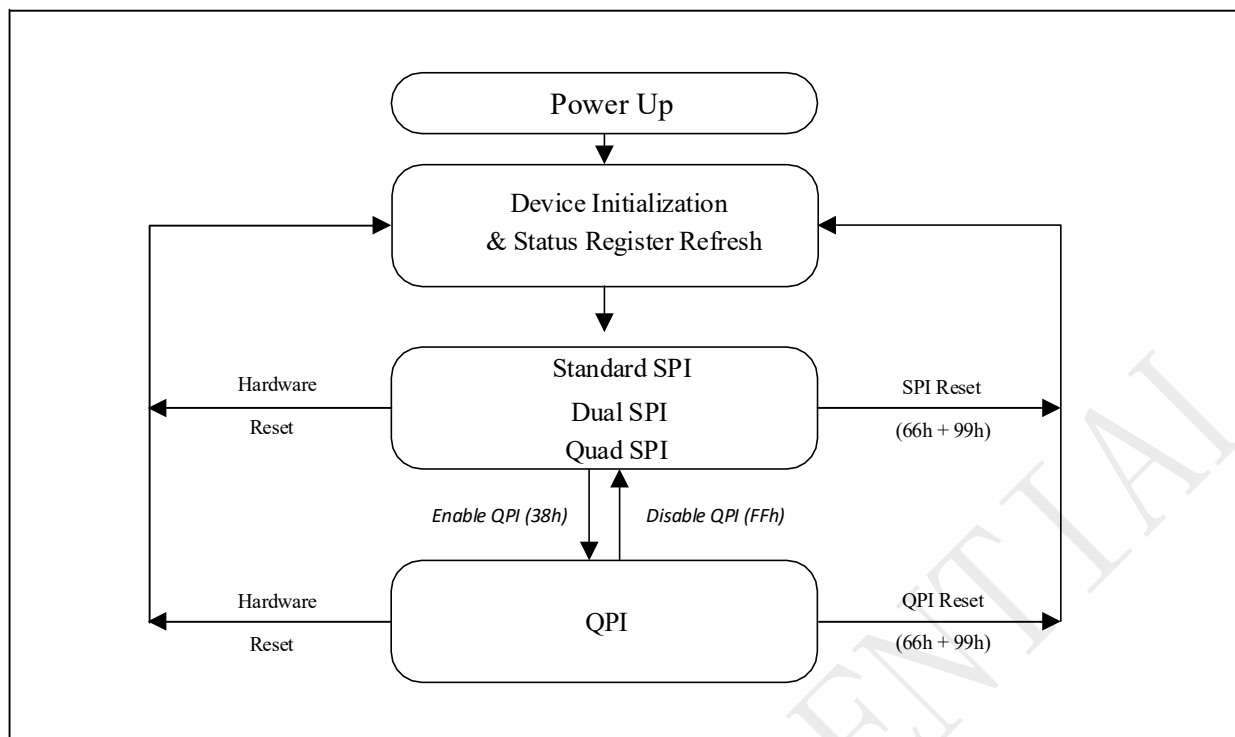 Power Up
Device Initialization
& Status Register Refresh
Standard SPI
Dual SPI
Quad SPI
Hardware
Reset
SPI Reset
(66h + 99h)
Enable QPI (38h)
Disable QPI (FFh)
Hardware
Reset
QPI
QPI Reset
(66h + 99h)